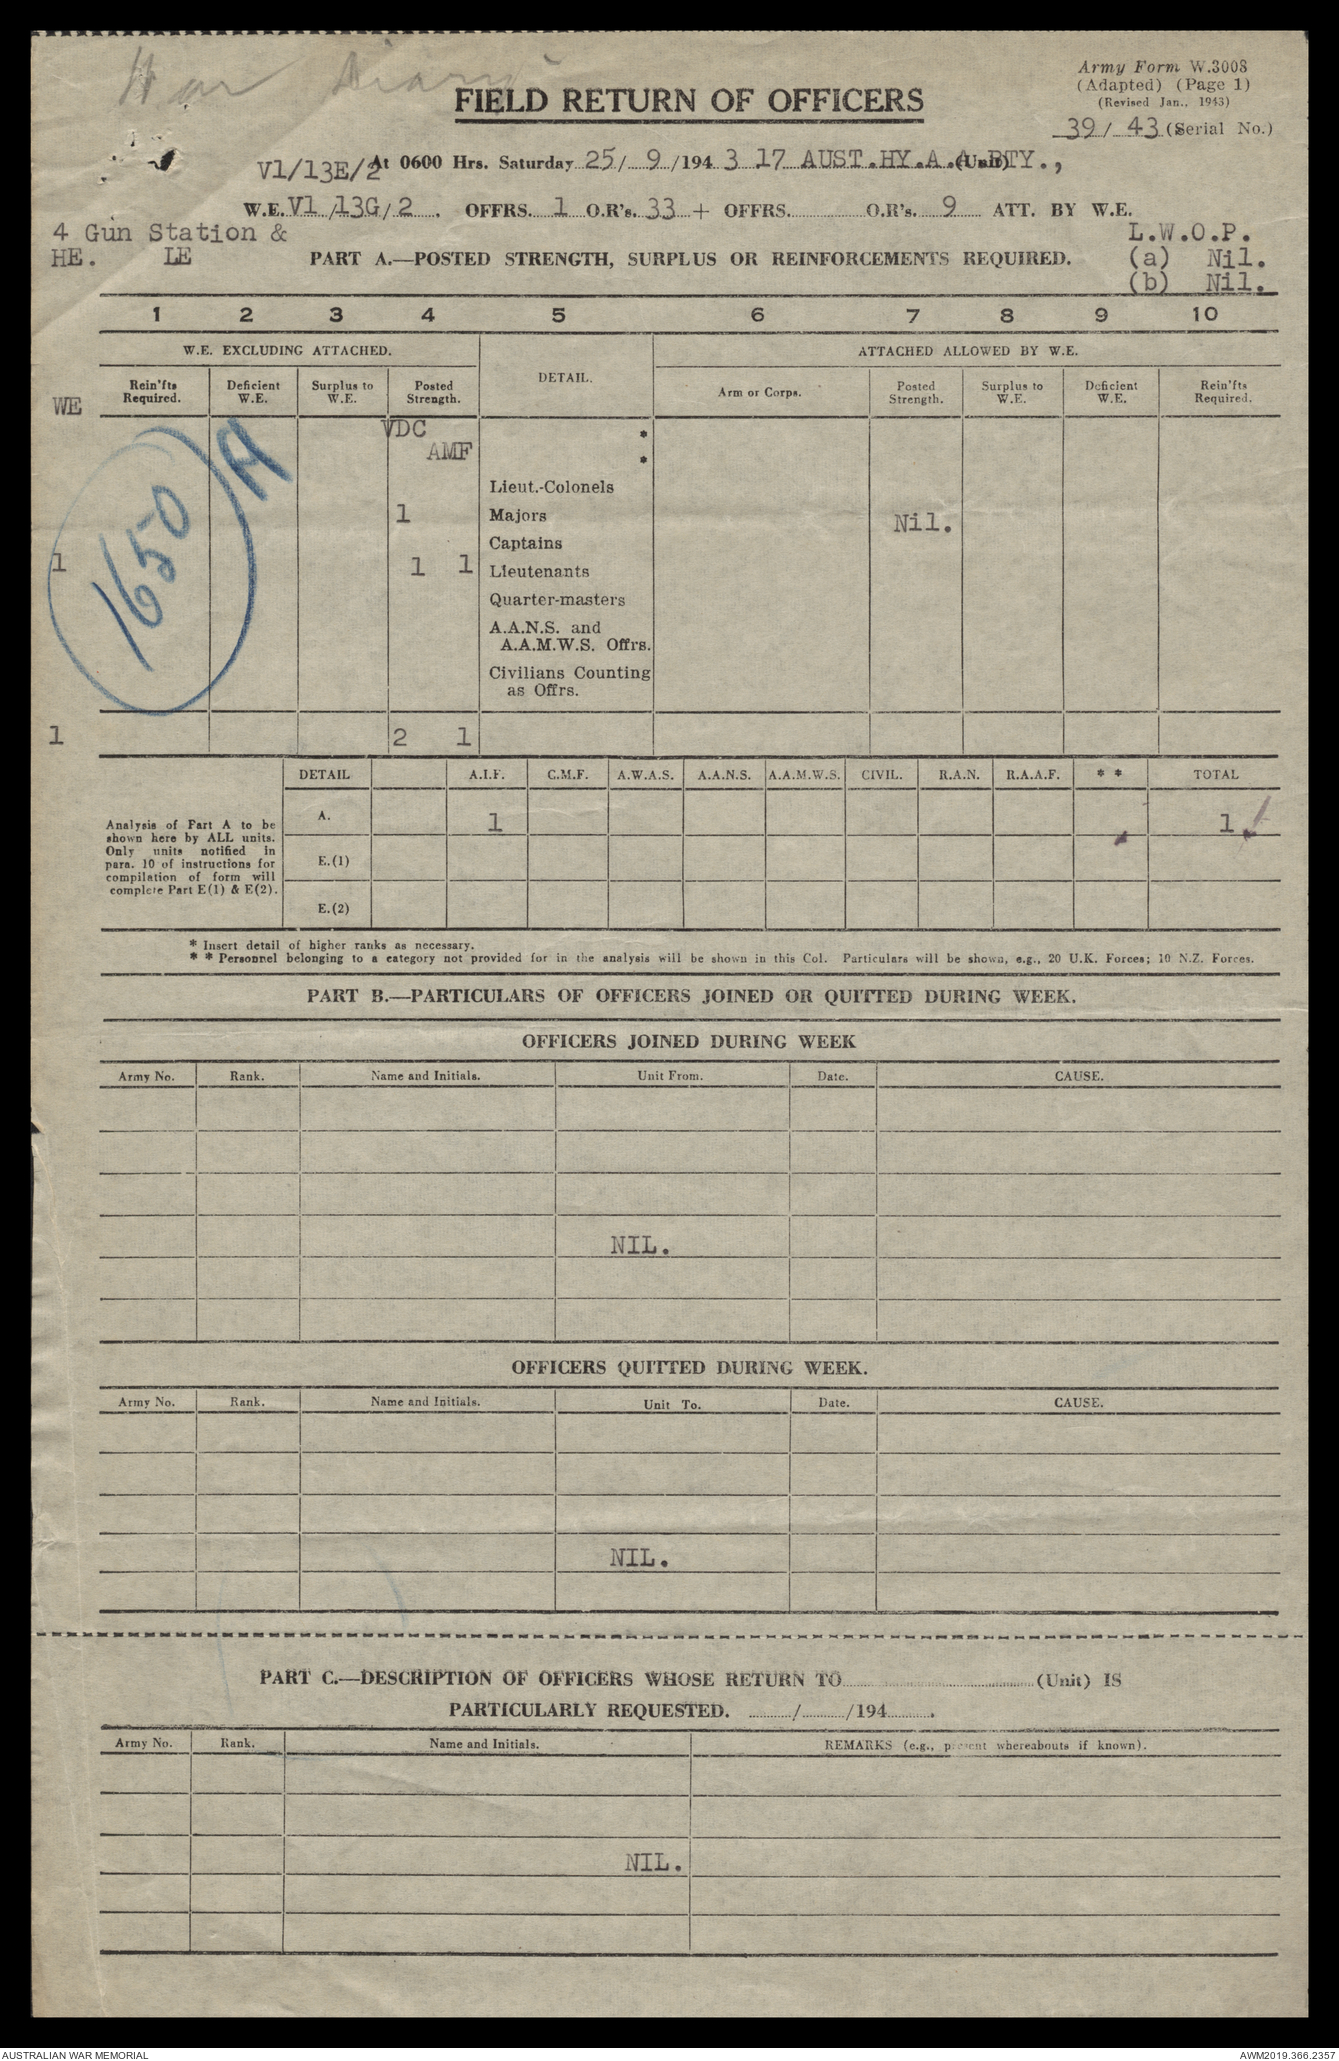 War Diary
Army Form W.3008
(Adapted) (Page 1)
(Revised Jan., 1943)
39/ 43 (Serial No.)
FIELD RETURN OF OFFICERS
V1/13E/2 At 0600 Hrs. Saturday 25/ 9 /194 3 17 AUST.HY.A.A.BTY., (Unit)
W.E. V1 /13G/ 2 . OFFRS. 1 O.R's. 33 + OFFRS. O.R's. 9 ATT. BY W.E.
4 Gun Station &
HE. LE
L.W.O.P.
(a) Nil.
(b) Nil.
PART A.—POSTED STRENGTH, SURPLUS OR REINFORCEMENTS REQUIRED.
1 2 3 4 5 6 7 8 9 10
W.E. EXCLUDING ATTACHED. DETAIL. ATTACHED ALLOWED BY W.E.
WE Rein'fts Required. Deficient W.E. Surplus to W.E. Posted Strength. Arm or Corps. Posted Strength. Surplus to W.E. Deficient W.E. Rein'fts Required.
VDC *
AMF *
1650 A
Lieut.-Colonels
1 Majors Nil.
Captains
1 1 1 Lieutenants
Quarter-masters
A.A.N.S. and
A.A.M.W.S. Offrs.
Civilians Counting
as Offrs.
1 2 1
DETAIL A.I.F. C.M.F. A.W.A.S. A.A.N.S. A.A.M.W.S. CIVIL. R.A.N. R.A.A.F. * * TOTAL
Analysis of Part A to be
shown here by ALL units.
Only units notified in
para. 10 of instructions for
compilation of form will
complete Part E(1) & E(2).
A. 1 1
E.(1)
E.(2)
* Insert detail of higher ranks as necessary.
* * Personnel belonging to a category not provided for in the analysis will be shown in this Col. Particulars will be shown, e.g., 20 U.K. Forces; 10 N.Z. Forces.
PART B.—PARTICULARS OF OFFICERS JOINED OR QUITTED DURING WEEK.
OFFICERS JOINED DURING WEEK
Army No. Rank. Name and Initials. Unit From. Date. CAUSE.
NIL.
OFFICERS QUITTED DURING WEEK.
Army No. Rank. Name and Initials. Unit To. Date. CAUSE.
NIL.
PART C.—DESCRIPTION OF OFFICERS WHOSE RETURN TO (Unit) IS
PARTICULARLY REQUESTED. / /194 .
Army No. Rank. Name and Initials. REMARKS (e.g., present whereabouts if known).
NIL.
AUSTRALIAN WAR MEMORIAL AWM2019.366.2357